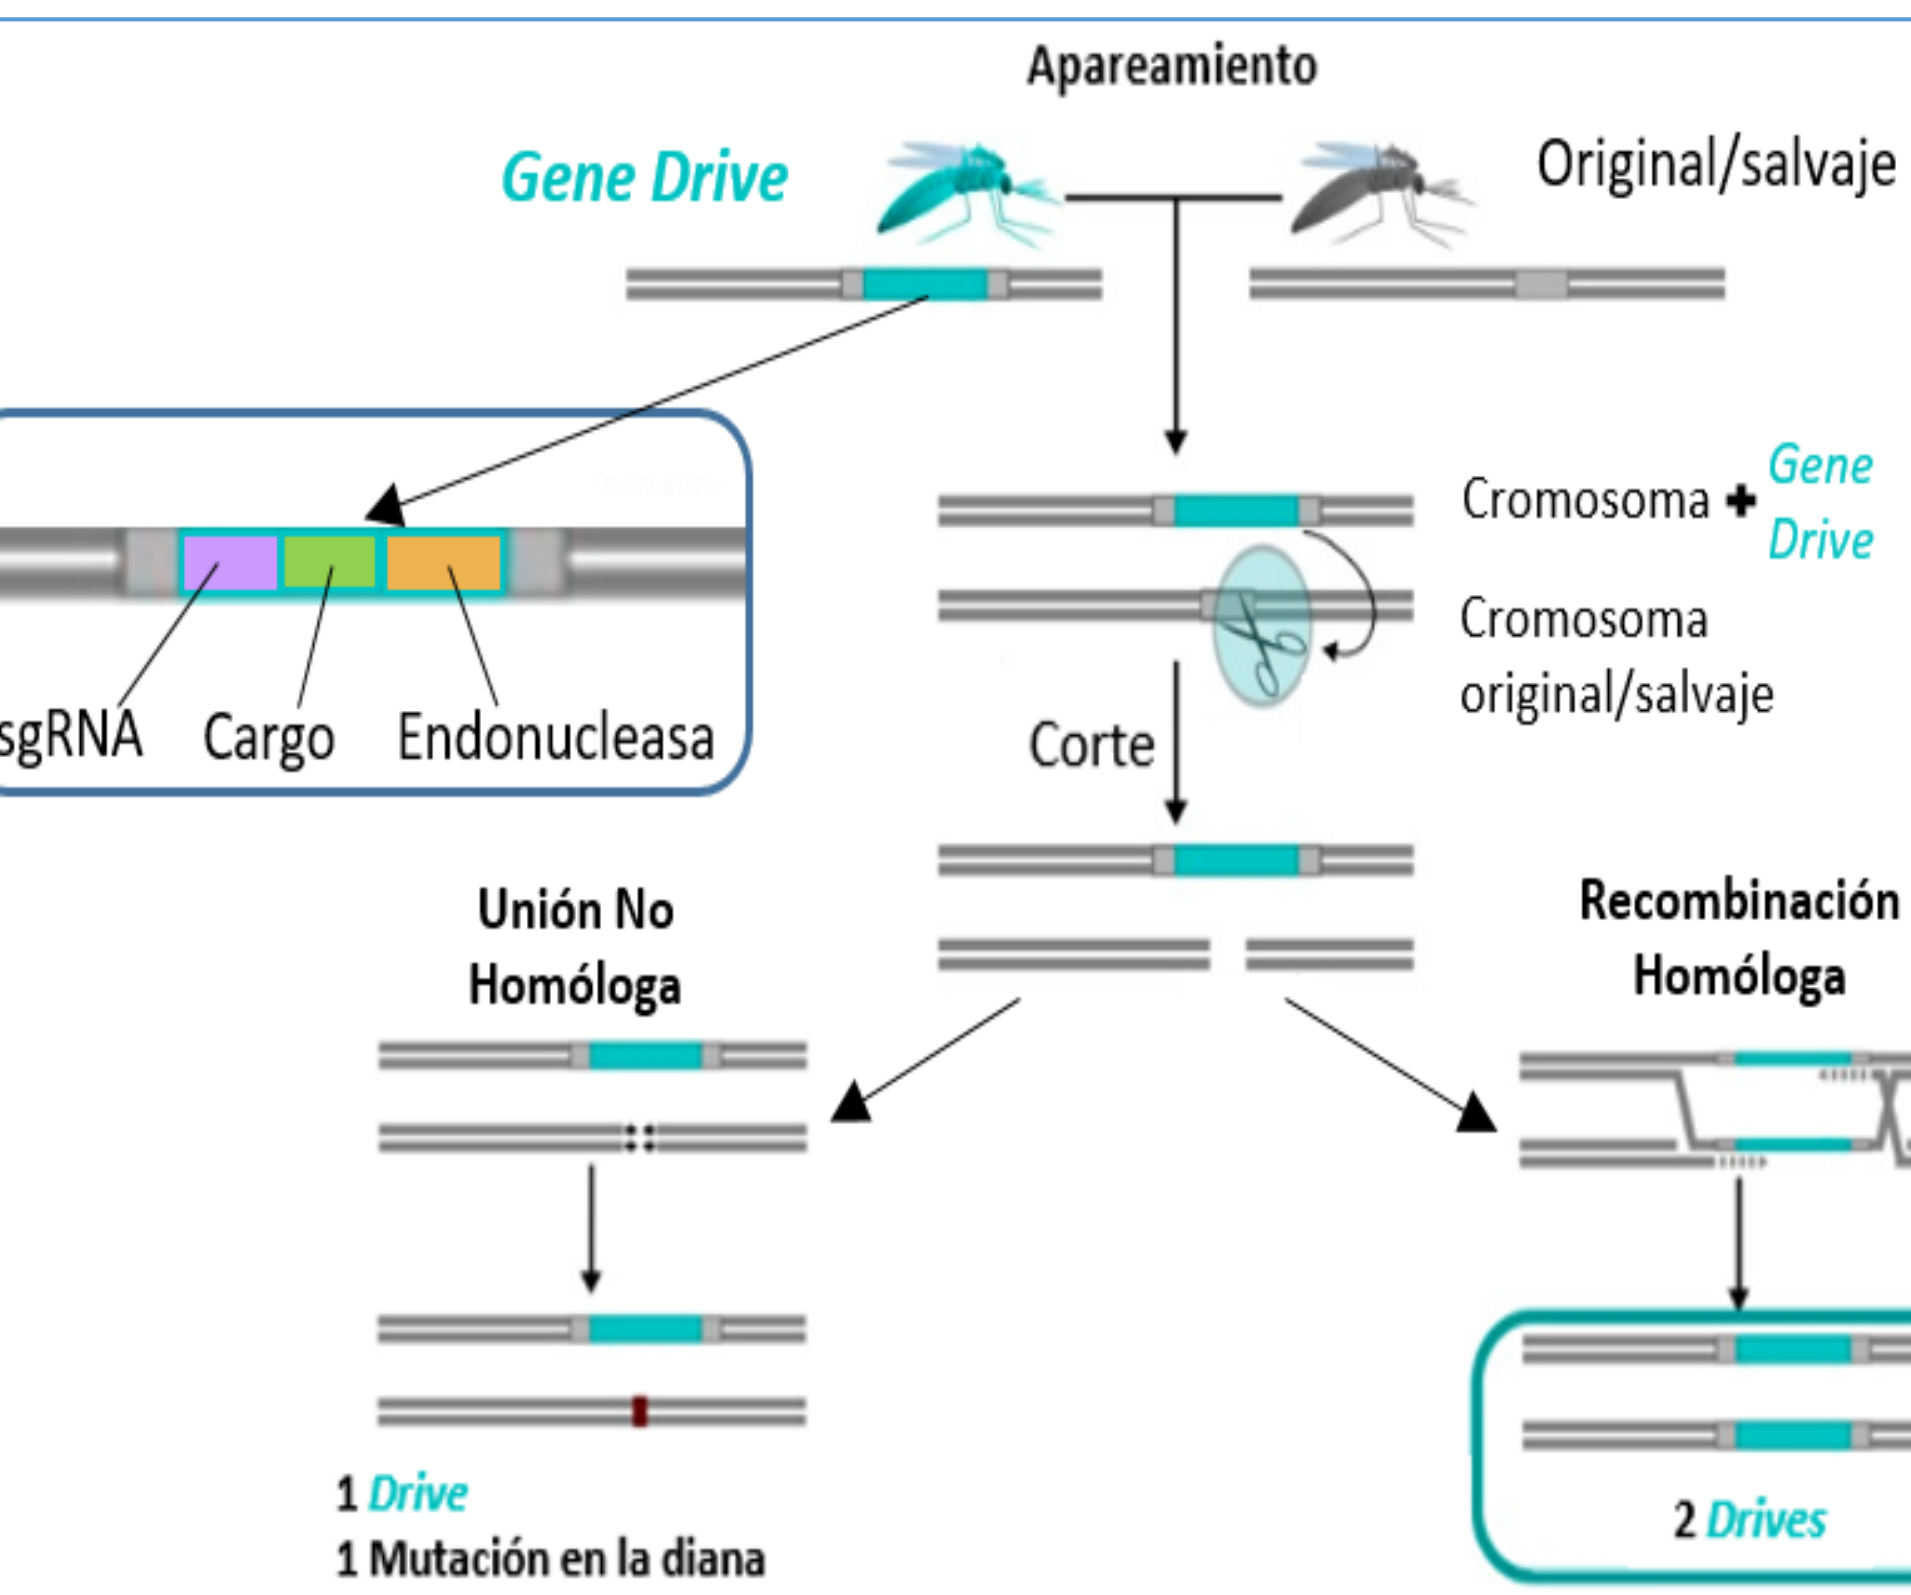 Apareamiento
Gene Drive
Original/salvaje
Cromosoma + Gene
Drive
Cromosoma
original/salvaje
sgRNA Cargo Endonucleasa
Corte
Unión No
Homóloga
Recombinación
Homóloga
1 Drive
1 Mutación en la diana
2 Drives